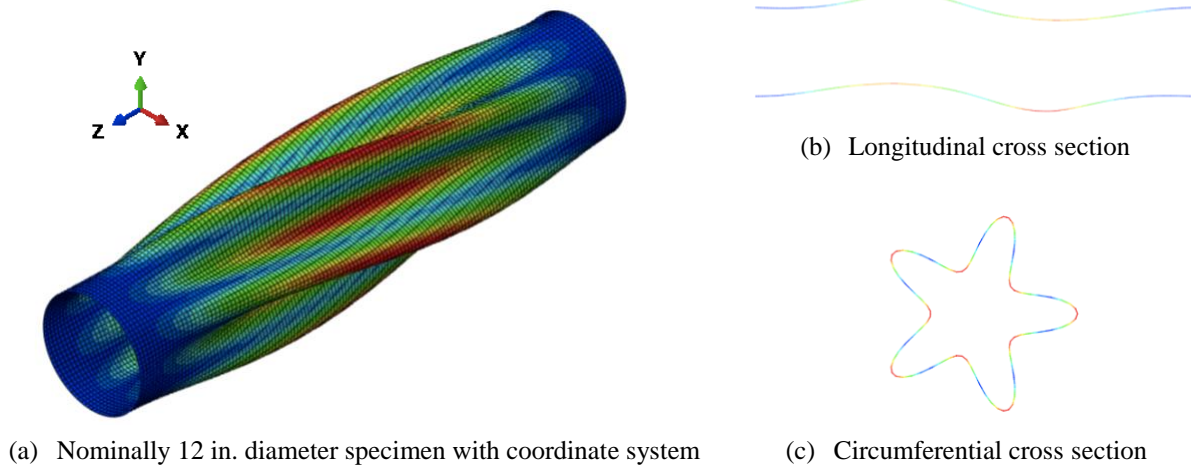 Y
Z
X
(b) Longitudinal cross section
(a) Nominally 12 in. diameter specimen with coordinate system
(c) Circumferential cross section